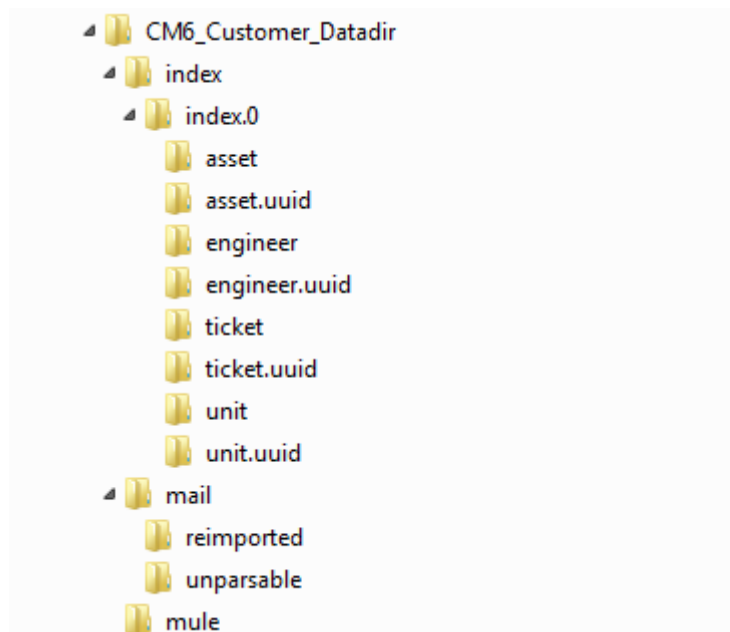 CM6_Customer_Datadir
index
index.0
asset
asset.uuid
engineer
engineer.uuid
ticket
ticket.uuid
unit
unit.uuid
mail
reimported
unparsable
mule